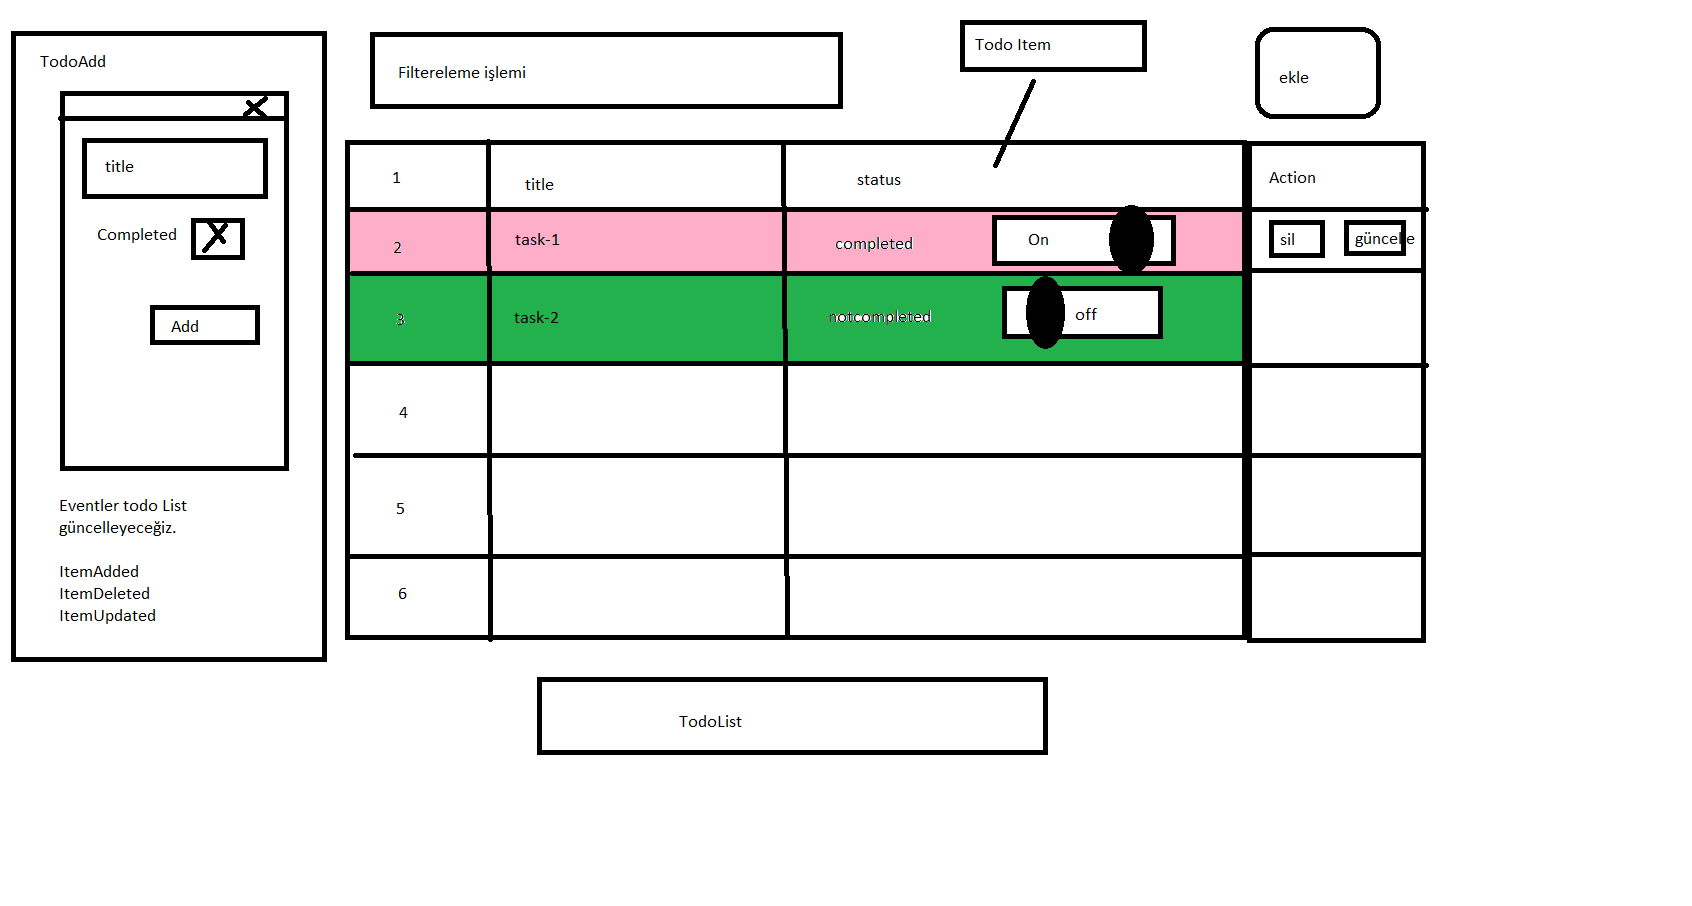 TodoAdd
title
Completed
Add
Eventler todo List
güncelleyeceğiz.
ItemAdded
ItemDeleted
ItemUpdated
Filtereleme işlemi
Todo Item
ekle
1 title status Action
2 task-1 completed On sil güncelle
3 task-2 notcompleted off
4
5
6
TodoList